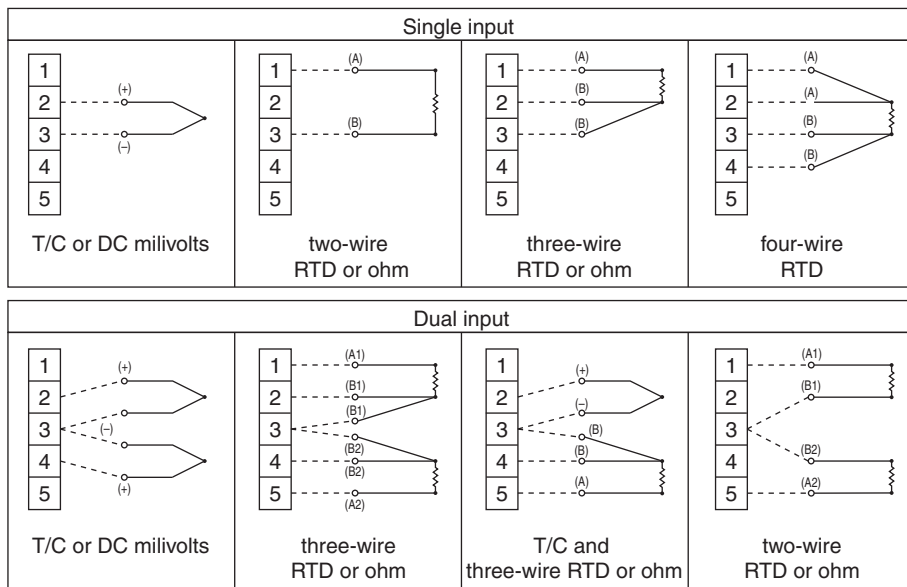 Single input
1
2
3
4
5
(+)
(–)
T/C or DC milivolts
1
2
3
4
5
(A)
(B)
two-wire
RTD or ohm
1
2
3
4
5
(A)
(B)
(B)
three-wire
RTD or ohm
1
2
3
4
5
(A)
(A)
(B)
(B)
four-wire
RTD
Dual input
1
2
3
4
5
(+)
(–)
(+)
T/C or DC milivolts
1
2
3
4
5
(A1)
(B1)
(B1)
(B2)
(B2)
(A2)
three-wire
RTD or ohm
1
2
3
4
5
(+)
(–)
(B)
(B)
(A)
T/C and
three-wire RTD or ohm
1
2
3
4
5
(A1)
(B1)
(B2)
(A2)
two-wire
RTD or ohm